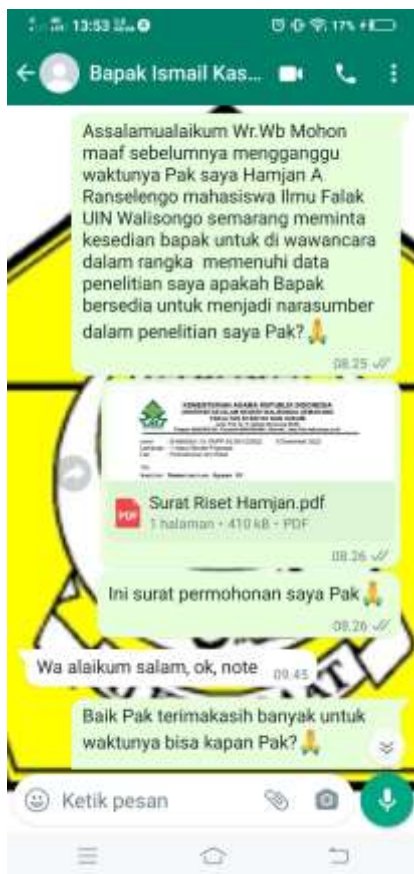 13:53
17%
Bapak Ismail Kas...
Assalamualaikum Wr.Wb Mohon
maaf sebelumnya mengganggu
waktunya Pak saya Hamjan A
Ranselengo mahasiswa Ilmu Falak
UIN Walisongo semarang meminta
kesedian bapak untuk di wawancara
dalam rangka memenuhi data
penelitian saya apakah Bapak
bersedia untuk menjadi narasumber
dalam penelitian saya Pak?🙏
08.25
KEMENTERIAN AGAMA REPUBLIK INDONESIA
PDF
Surat Riset Hamjan.pdf
1 halaman • 410 kB • PDF
08.26
Ini surat permohonan saya Pak🙏
08.26
Wa alaikum salam, ok, note
09.45
Baik Pak terimakasih banyak untuk
waktunya bisa kapan Pak?🙏
Ketik pesan